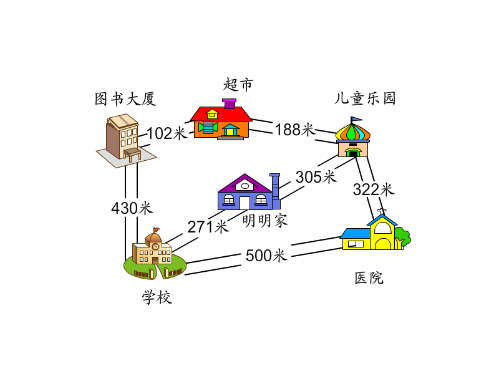 超市
图书大厦
儿童乐园
102米
188米
305米
322米
430米
271米
明明家
500米
医院
学校